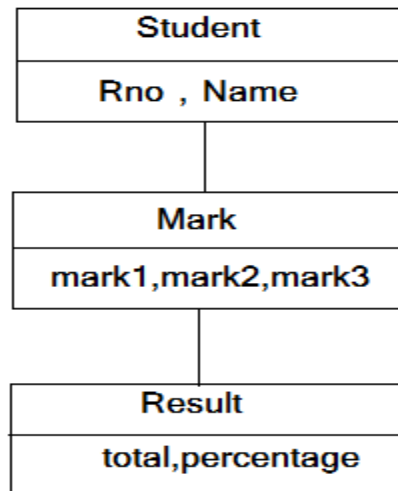 Student
Rno , Name
Mark
mark1,mark2,mark3
Result
total,percentage